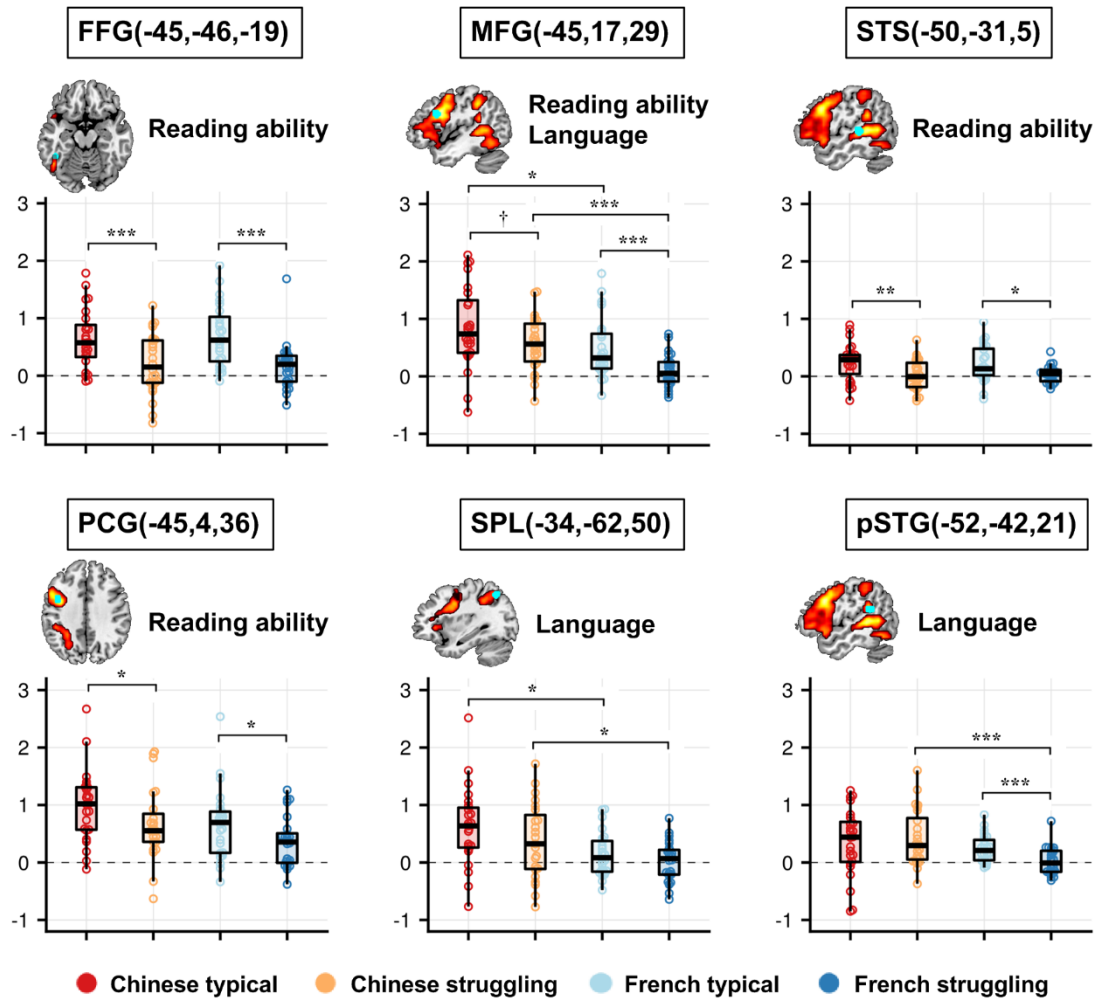 FFG(-45,-46,-19)
MFG(-45,17,29)
STS(-50,-31,5)
Reading ability
Reading ability
Language
Reading ability
3
2
1
0
-1
***
***
3
2
1
0
-1
*
***
†
***
3
2
1
0
-1
**
*
PCG(-45,4,36)
SPL(-34,-62,50)
pSTG(-52,-42,21)
Reading ability
Language
Language
3
2
1
0
-1
*
*
3
2
1
0
-1
*
*
3
2
1
0
-1
***
***
Chinese typical
Chinese struggling
French typical
French struggling